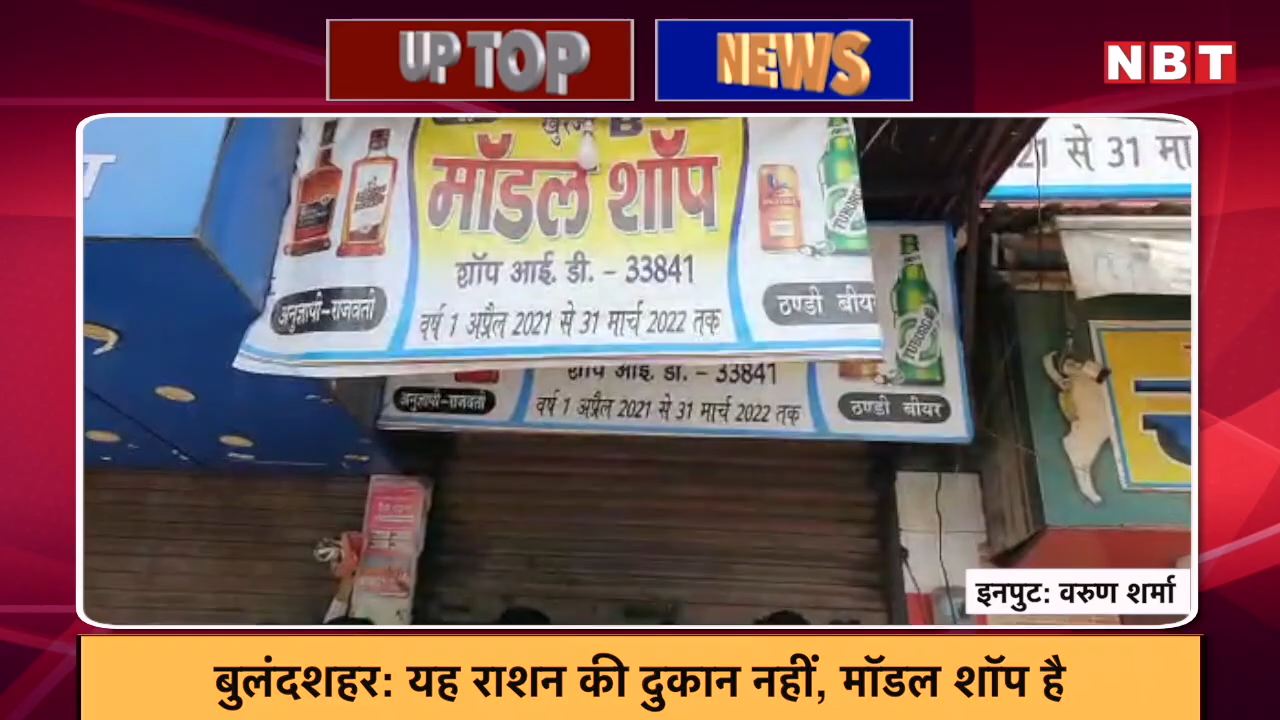 UP TOP NEWS
NBT
मॉडल शॉप
शॉप आई. डी. - 33841
अनुज्ञापी-राजवती
वर्ष 1 अप्रैल 2021 से 31 मार्च 2022 तक
TUBORG
21 से 31 मा
शॉप आई. डी. - 33841
अनुज्ञापी-राजवती
वर्ष 1 अप्रैल 2021 से 31 मार्च 2022 तक
ठण्डी बीयर
TUBORG
इनपुट: वरुण शर्मा
बुलंदशहर: यह राशन की दुकान नहीं, मॉडल शॉप है